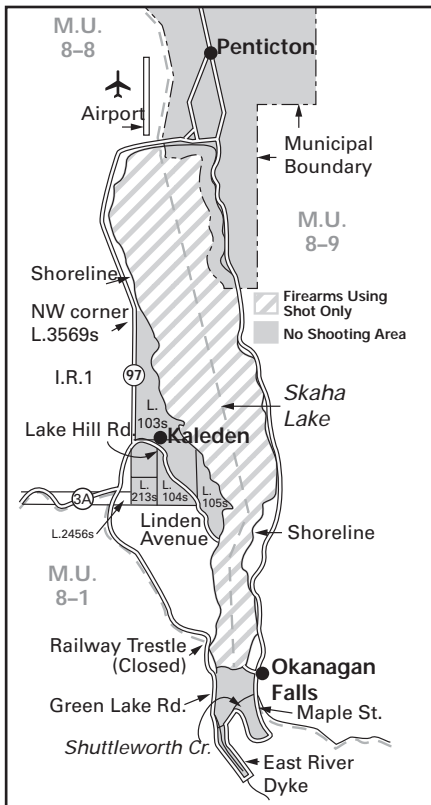 M.U.
8–8
Penticton
Airport
Municipal
Boundary
M.U.
8–9
Shoreline
Firearms Using
Shot Only
No Shooting Area
NW corner
L.3569s
I.R.1
97
Skaha
Lake
L.
103s
Lake Hill Rd.
Kaleden
3A
L.
213s
L.
104s
L.
105s
L.2456s
Linden
Avenue
Shoreline
M.U.
8–1
Railway Trestle
(Closed)
Okanagan
Falls
Green Lake Rd.
Maple St.
Shuttleworth Cr.
East River
Dyke